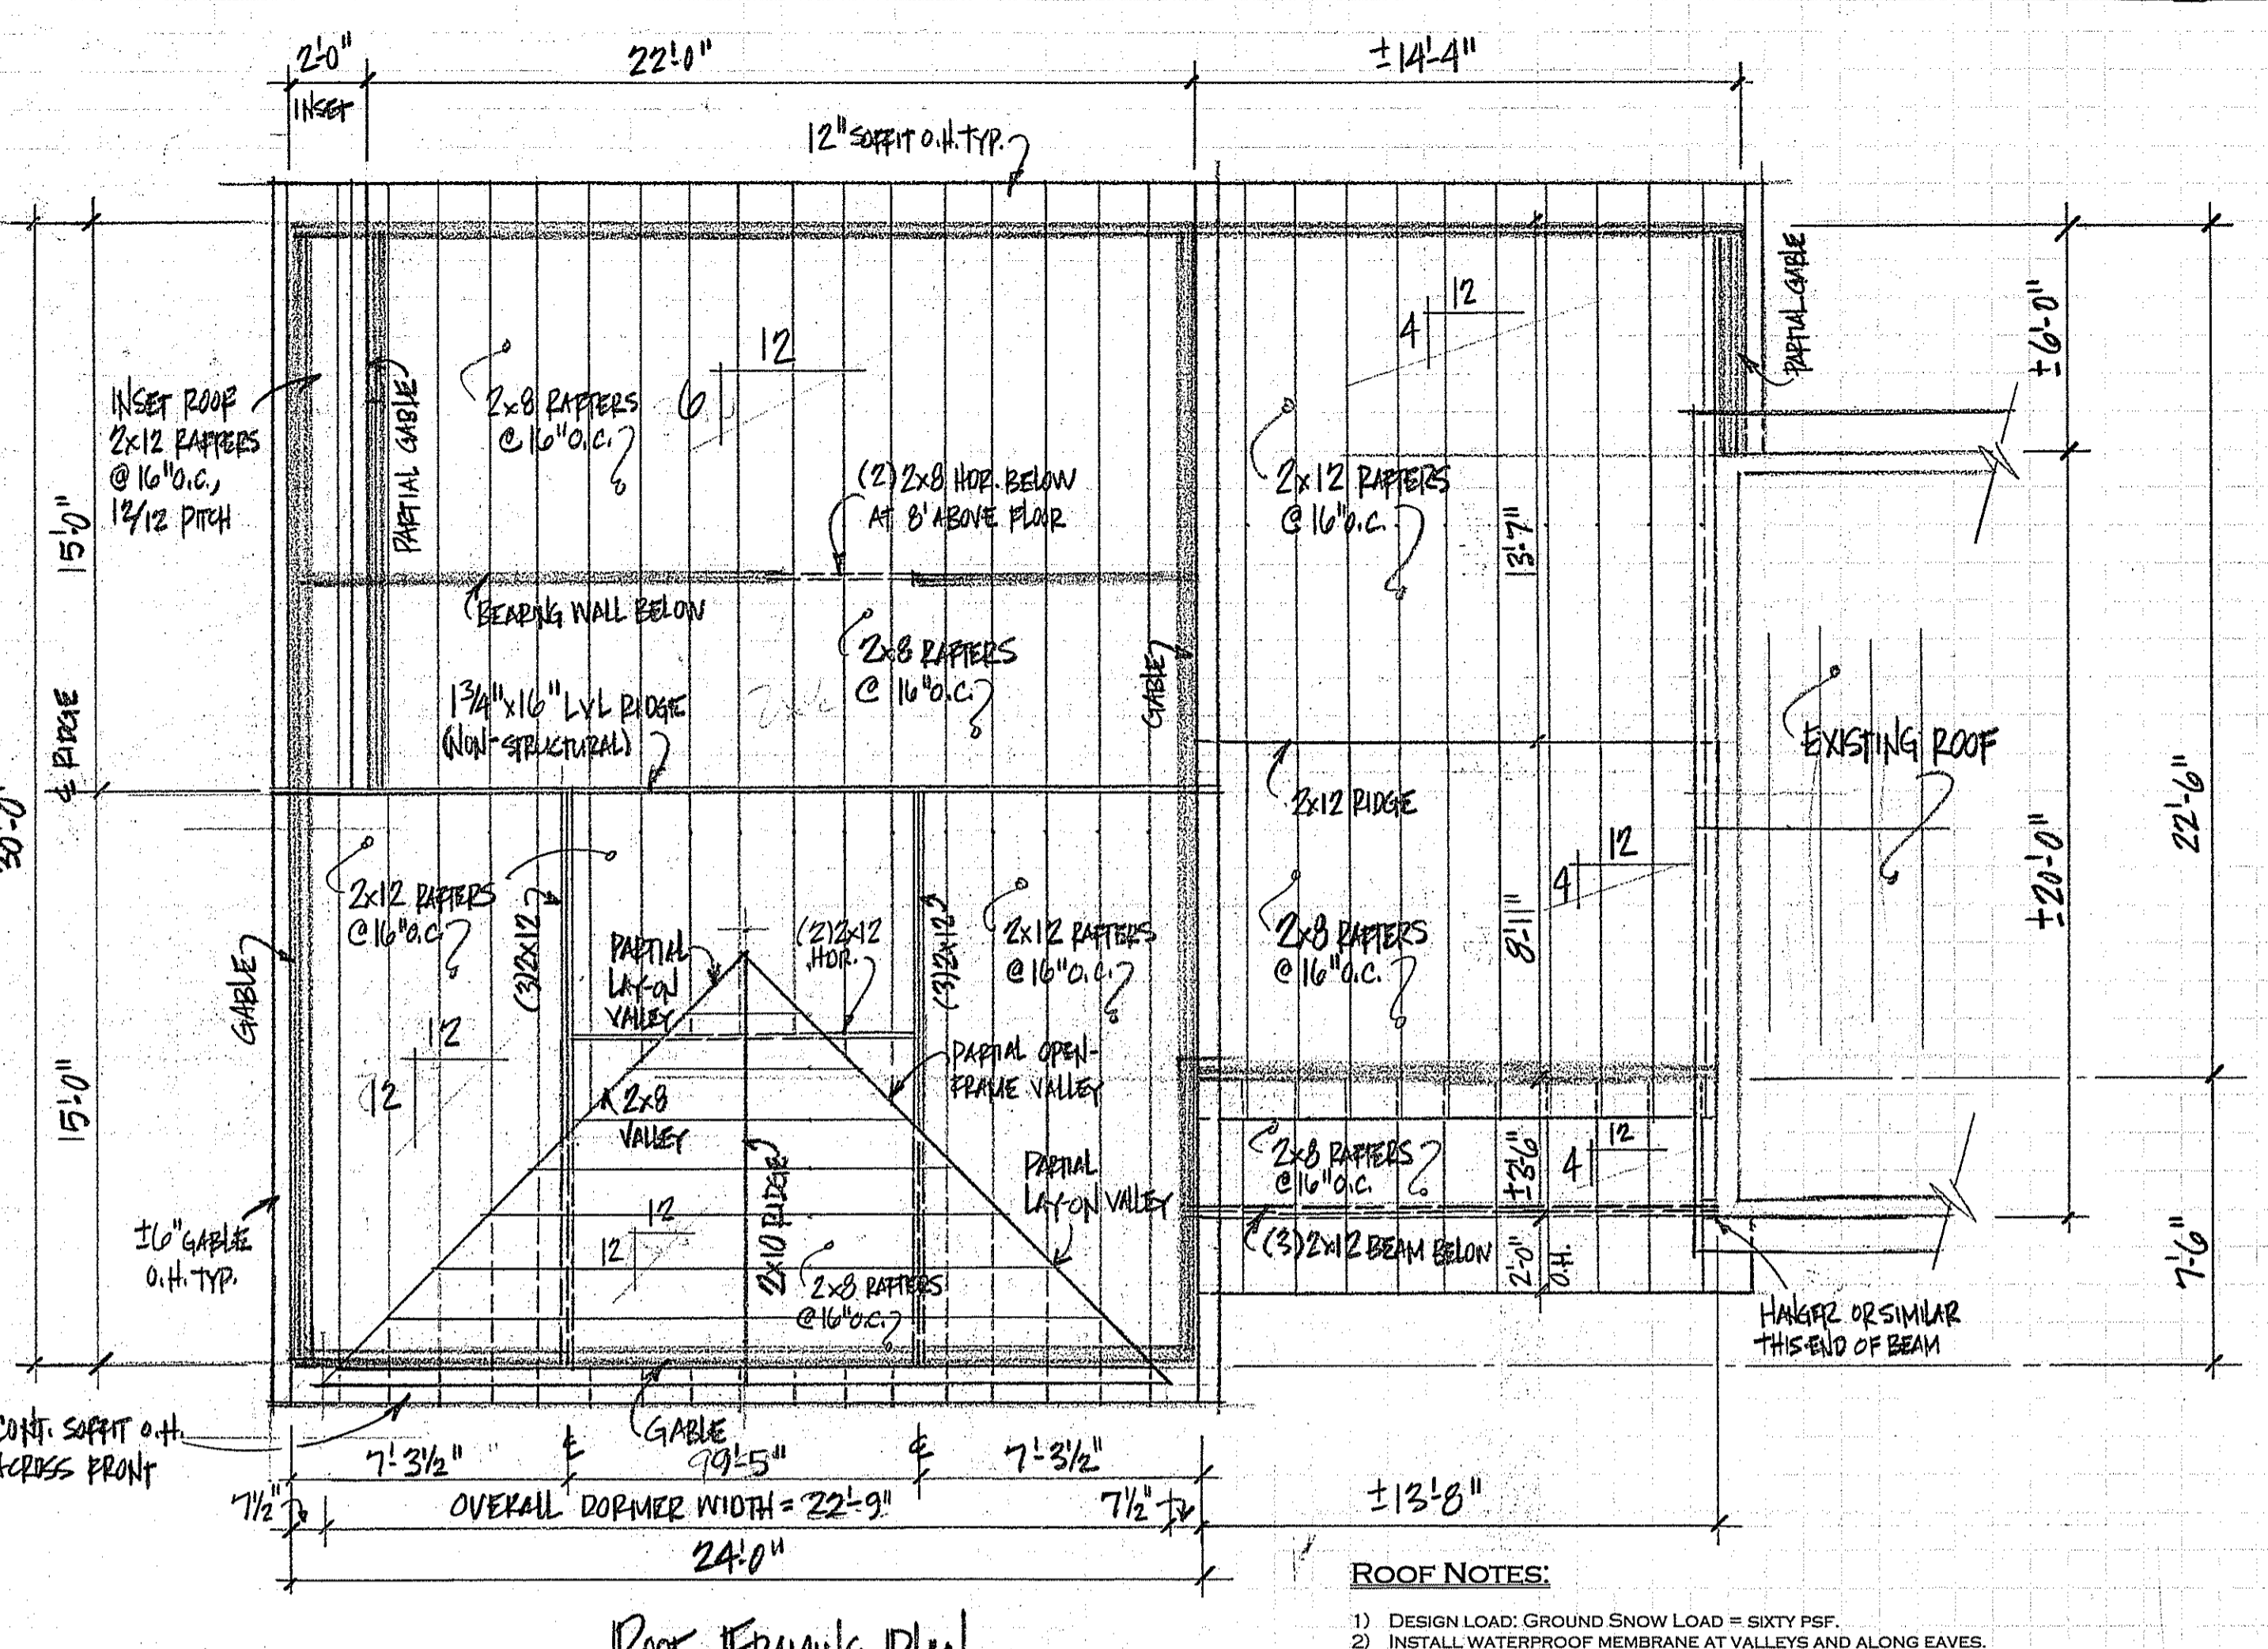 2'-0"
22'-0"
±14'-4"
INSET
12" SOFFIT O.H. TYP.
PARTIAL GABLE
±6'-0"
12
4
INSET ROOF
2x12 RAFTERS
@ 16" O.C.,
12/12 PITCH
PARTIAL GABLE
2x8 RAFTERS
@ 16" O.C.
12
6
(2) 2x8 HOR. BELOW
AT 8' ABOVE FLOOR
2x12 RAFTERS
@ 16" O.C.
13'-7"
15'-0"
BEARING WALL BELOW
2x8 RAFTERS
@ 16" O.C.
GABLE
1 3/4" x 16" LVL RIDGE
(NON-STRUCTURAL)
℄ RIDGE
30'-0"
EXISTING ROOF
2x12 RIDGE
22'-6"
±20'-0"
12
4
2x12 RAFTERS
@ 16" O.C.
(3) 2x12
PARTIAL
LAY-ON
VALLEY
(2) 2x12
HOR.
(3) 2x12
2x12 RAFTERS
@ 16" O.C.
2x8 RAFTERS
@ 16" O.C.
8'-11"
GABLE
12
12
PARTIAL OPEN-
FRAME VALLEY
2x8
VALLEY
15'-0"
2x10 RIDGE
PARTIAL
LAY-ON VALLEY
2x8 RAFTERS
@ 16" O.C.
12
4
±6" GABLE
O.H. TYP.
12
12
2x8 RAFTERS
@ 16" O.C.
(3) 2x12 BEAM BELOW
2'-0"
O.H.
7'-6"
HANGER OR SIMILAR
THIS END OF BEAM
CONT. SOFFIT O.H.
ACROSS FRONT
GABLE
7'-3 1/2"
℄
9'-5"
℄
7'-3 1/2"
7 1/2"
OVERALL DORMER WIDTH = 22'-9"
7 1/2"
±13'-8"
24'-0"
ROOF FRAMING PLAN
ROOF NOTES:
1) DESIGN LOAD: GROUND SNOW LOAD = SIXTY PSF.
2) INSTALL WATERPROOF MEMBRANE AT VALLEYS AND ALONG EAVES.